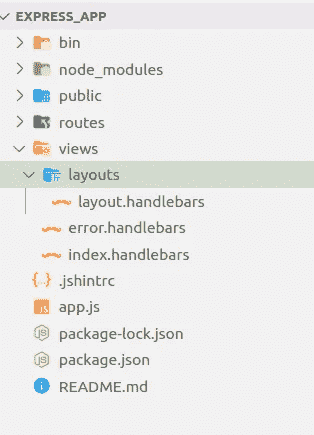 EXPRESS_APP
bin
node_modules
public
routes
views
layouts
layout.handlebars
error.handlebars
index.handlebars
.jshintrc
app.js
package-lock.json
package.json
README.md